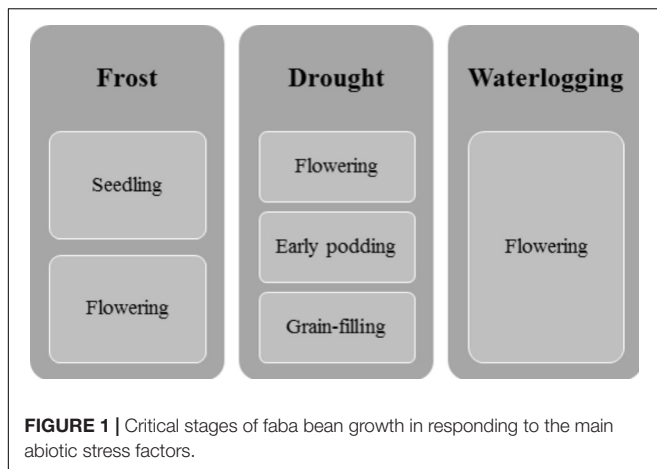 Frost
Seedling
Flowering
Drought
Flowering
Early podding
Grain-filling
Waterlogging
Flowering
FIGURE 1 | Critical stages of faba bean growth in responding to the main
abiotic stress factors.